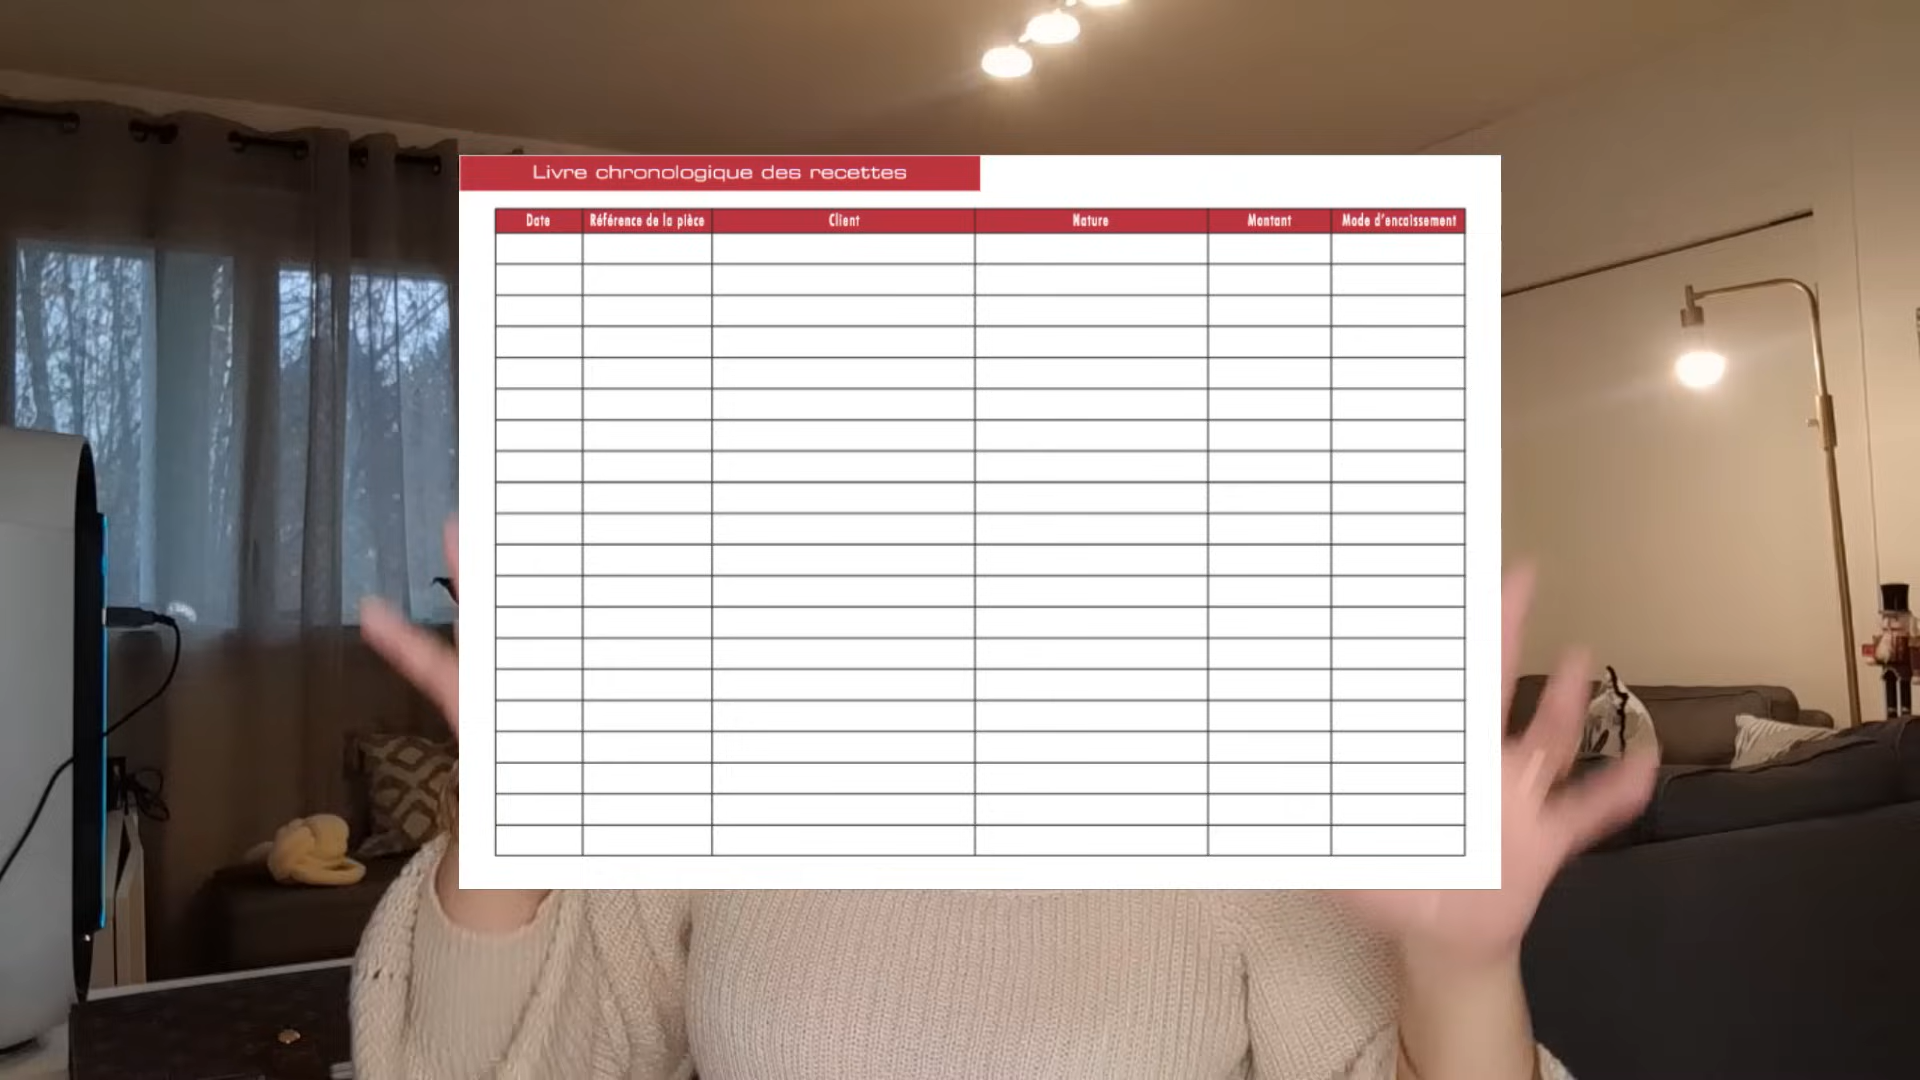 Livre chronologique des recettes
Date Référence de la pièce Client Nature Montant Mode d'encaissement